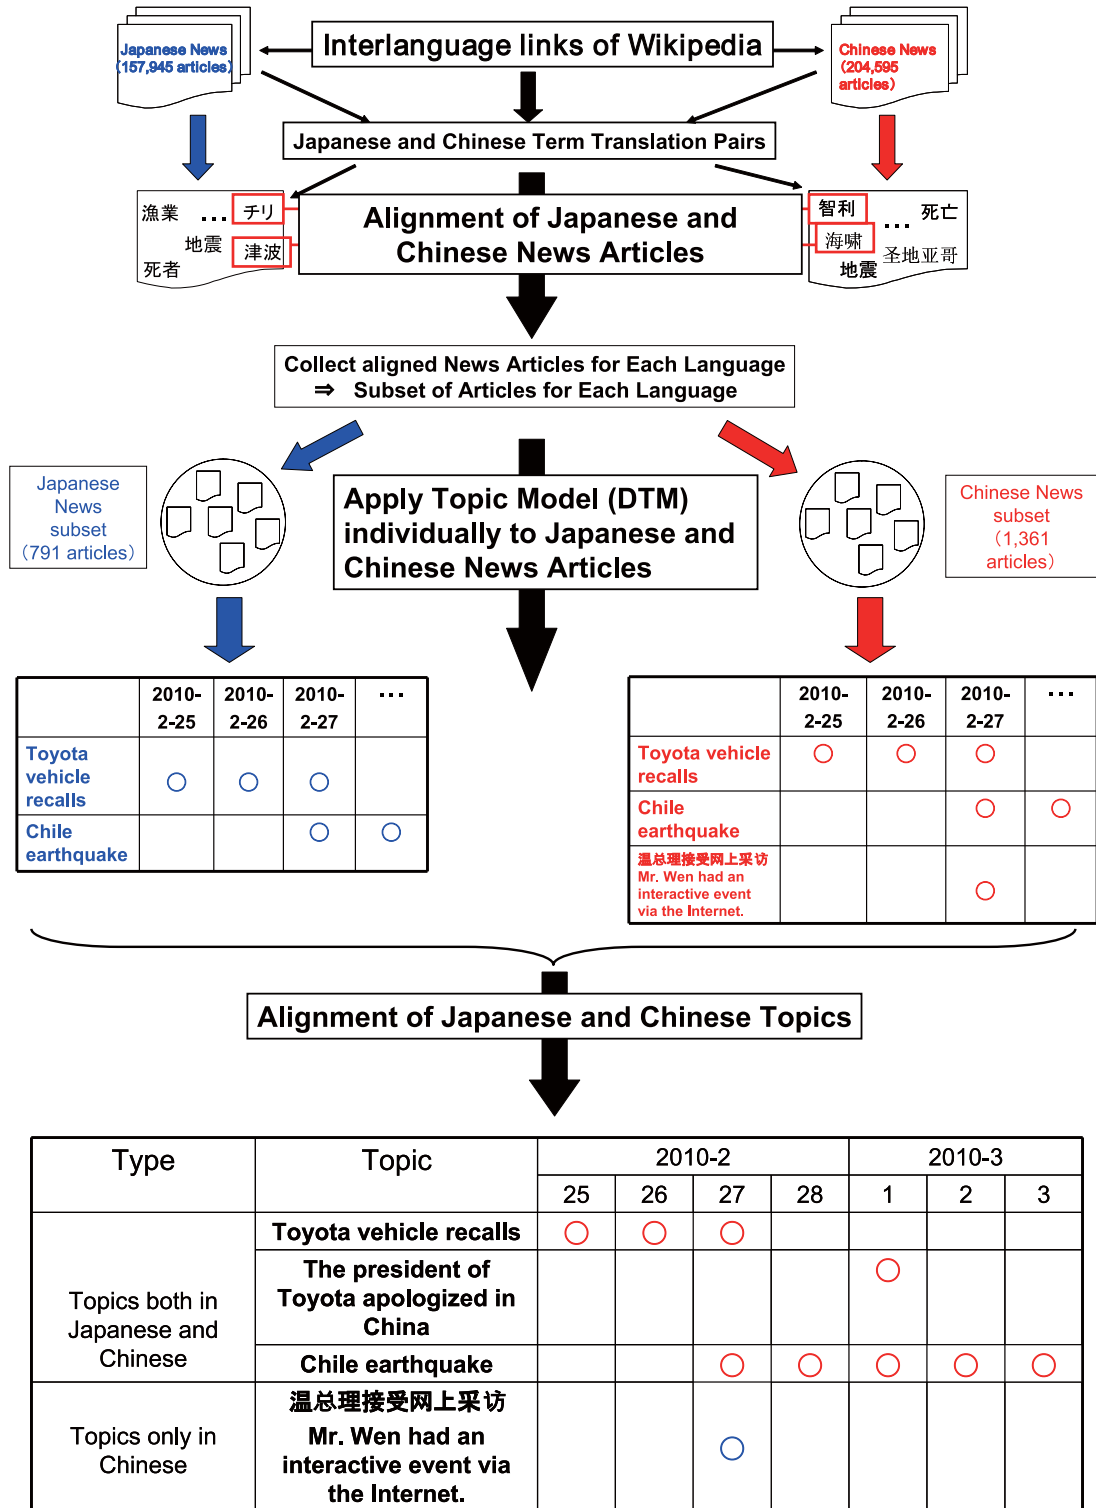 Japanese News
(157,945 articles)
Interlanguage links of Wikipedia
Chinese News
(204,595
articles)
Japanese and Chinese Term Translation Pairs
漁業 … チリ
地震
津波
死者
Alignment of Japanese and
Chinese News Articles
智利
死亡
海嘯
…
圣地亚哥
地震
Collect aligned News Articles for Each Language
⇒ Subset of Articles for Each Language
Japanese
News
subset
(791 articles)
Apply Topic Model (DTM)
individually to Japanese and
Chinese News Articles
Chinese News
subset
(1,361
articles)
2010-
2-25
2010-
2-26
2010-
2-27
…
Toyota
vehicle
recalls
Chile
earthquake
2010-
2-25
2010-
2-26
2010-
2-27
…
Toyota vehicle
recalls
Chile
earthquake
温总理接受网上采访
Mr. Wen had an
interactive event
via the Internet.
Alignment of Japanese and Chinese Topics
Type Topic 2010-2 2010-3
25 26 27 28 1 2 3
Topics both in
Japanese and
Chinese
Toyota vehicle recalls
The president of
Toyota apologized in
China
Chile earthquake
Topics only in
Chinese
温总理接受网上采访
Mr. Wen had an
interactive event via
the Internet.